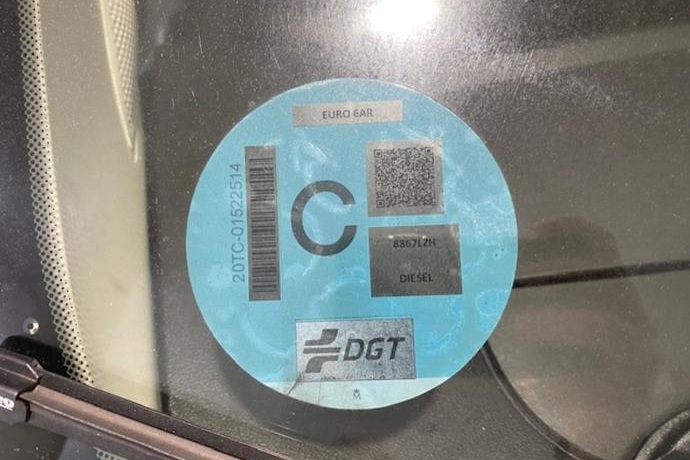 EURO 6AR
20TC-01522514
C
8867LZH
DIESEL
DGT